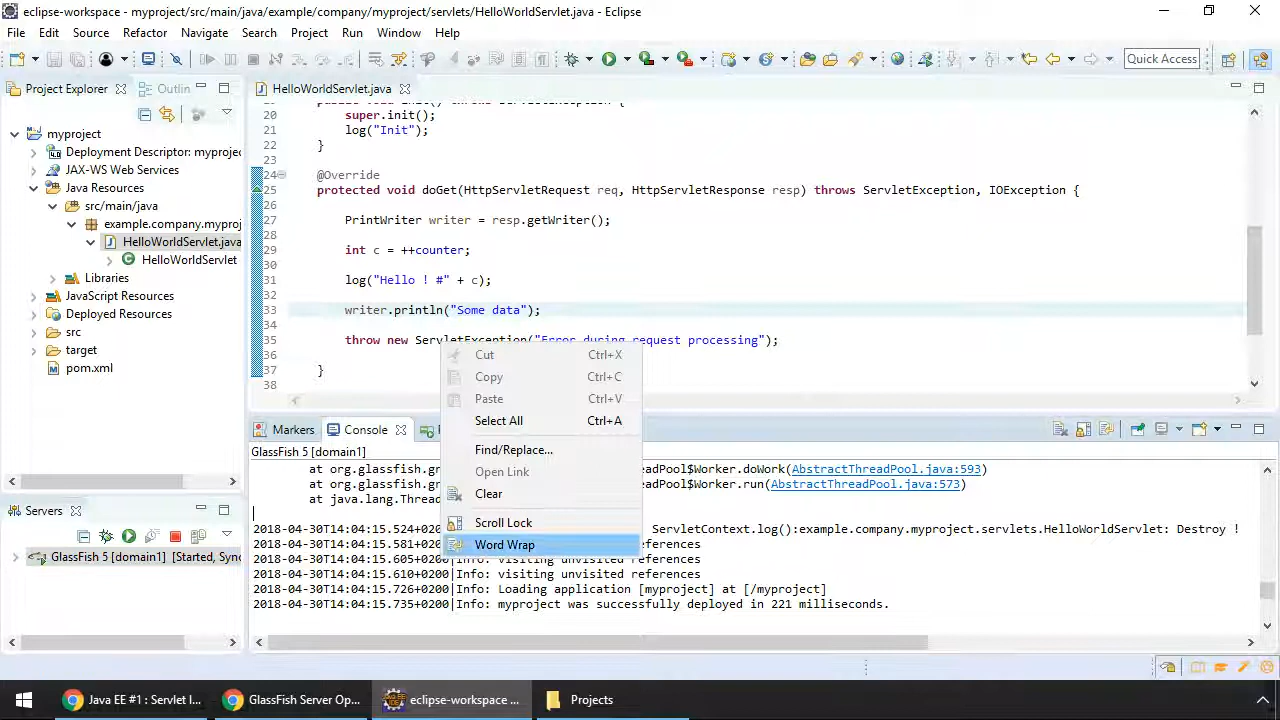 eclipse-workspace - myproject/src/main/java/example/company/myproject/servlets/HelloWorldServlet.java - Eclipse
File Edit Source Refactor Navigate Search Project Run Window Help
Quick Access
Project Explorer
Outlin
myproject
Deployment Descriptor: myprojec
JAX-WS Web Services
Java Resources
src/main/java
example.company.myproj
HelloWorldServlet.java
HelloWorldServlet
Libraries
JavaScript Resources
Deployed Resources
src
target
pom.xml
HelloWorldServlet.java
20 super.init();
21 log("Init");
22 }
23
24 @Override
25 protected void doGet(HttpServletRequest req, HttpServletResponse resp) throws ServletException, IOException {
26
27 PrintWriter writer = resp.getWriter();
28
29 int c = ++counter;
30
31 log("Hello ! #" + c);
32
33 writer.println("Some data");
34
35 throw new ServletException("Error during request processing");
36
37 }
38
Cut Ctrl+X
Copy Ctrl+C
Paste Ctrl+V
Select All Ctrl+A
Find/Replace...
Open Link
Clear
Scroll Lock
Word Wrap
Servers
GlassFish 5 [domain1] [Started, Sync
Markers
Console
GlassFish 5 [domain1]
at org.glassfish.gr eadPool$Worker.doWork(AbstractThreadPool.java:593)
at org.glassfish.gr eadPool$Worker.run(AbstractThreadPool.java:573)
at java.lang.Threa
2018-04-30T14:04:15.524+020 ServletContext.log():example.company.myproject.servlets.HelloWorldServlet: Destroy !
2018-04-30T14:04:15.581+020 references
2018-04-30T14:04:15.605+0200|Info: visiting unvisited references
2018-04-30T14:04:15.610+0200|Info: visiting unvisited references
2018-04-30T14:04:15.726+0200|Info: Loading application [myproject] at [/myproject]
2018-04-30T14:04:15.735+0200|Info: myproject was successfully deployed in 221 milliseconds.
Java EE #1 : Servlet I...
GlassFish Server Op...
eclipse-workspace ...
Projects